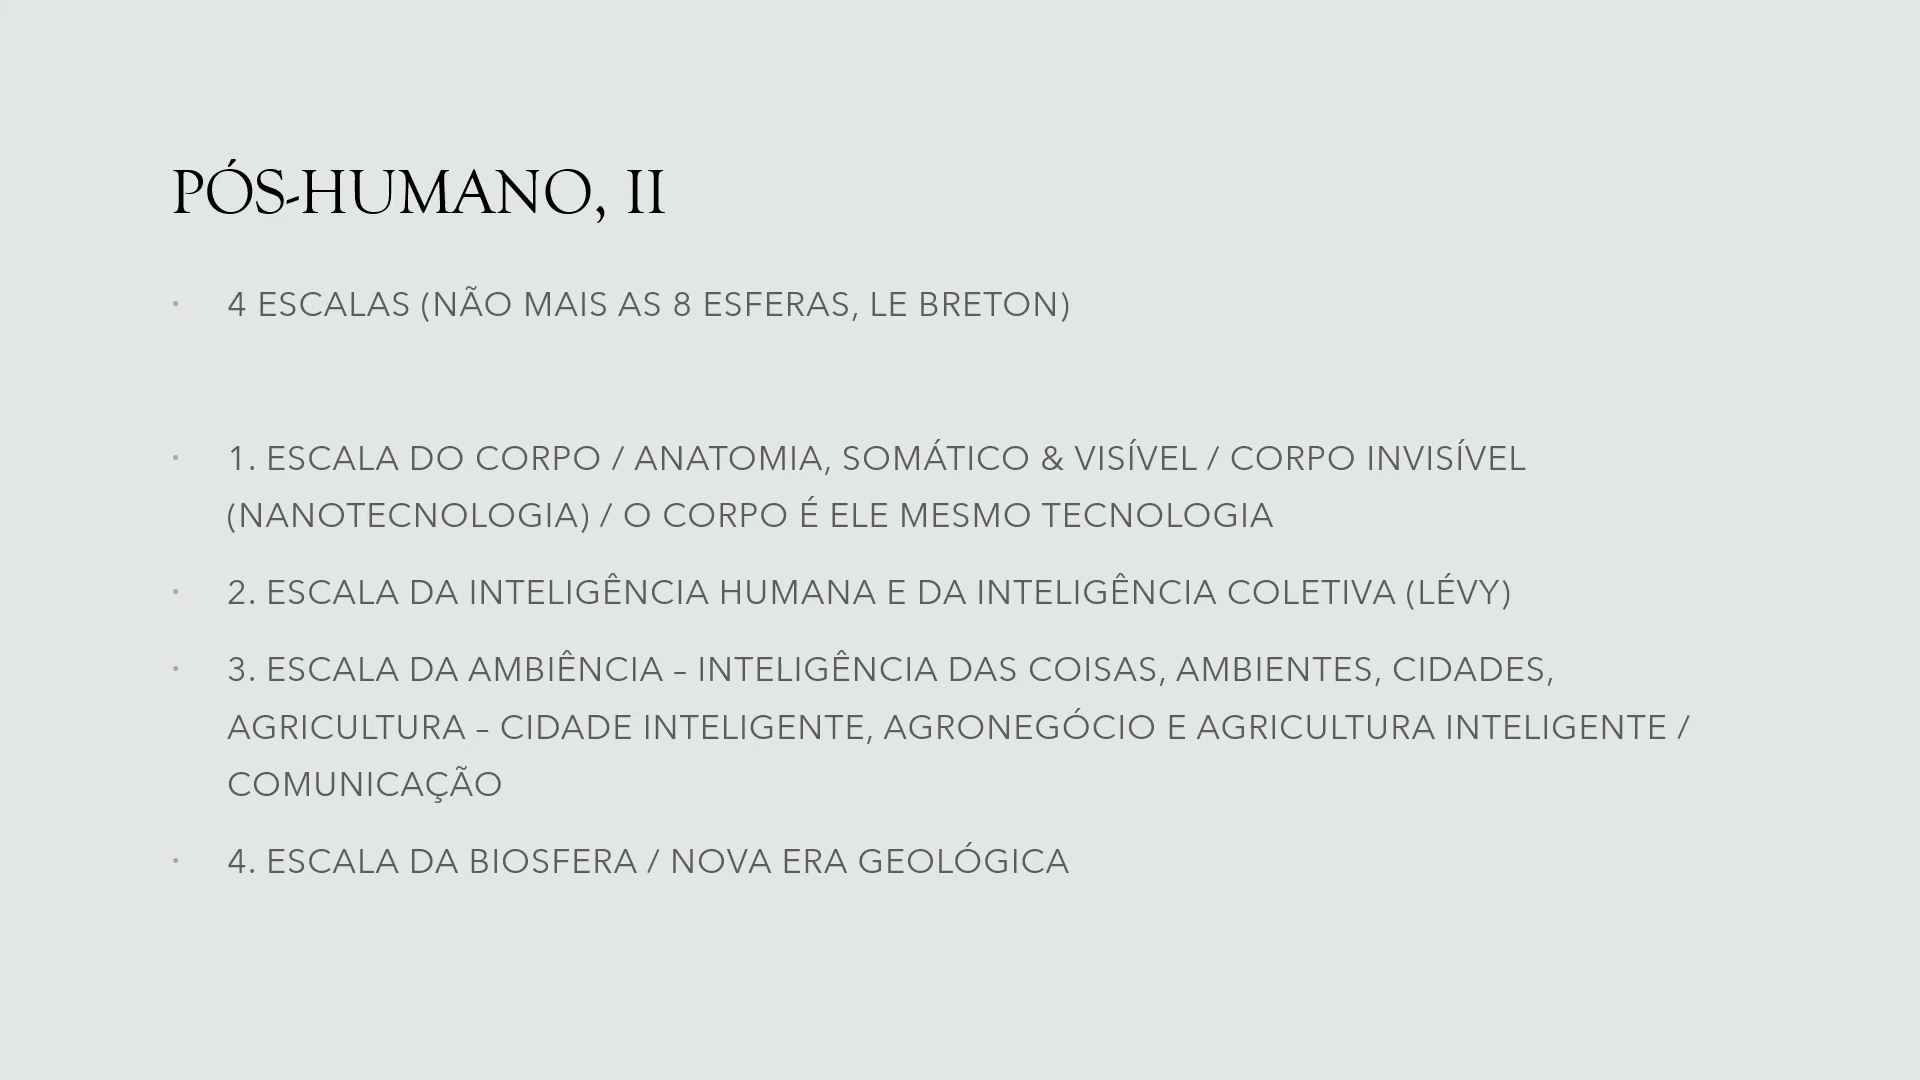 PÓS-HUMANO, II
4 ESCALAS (NÃO MAIS AS 8 ESFERAS, LE BRETON)
1. ESCALA DO CORPO / ANATOMIA, SOMÁTICO & VISÍVEL / CORPO INVISÍVEL
(NANOTECNOLOGIA) / O CORPO É ELE MESMO TECNOLOGIA
2. ESCALA DA INTELIGÊNCIA HUMANA E DA INTELIGÊNCIA COLETIVA (LÉVY)
3. ESCALA DA AMBIÊNCIA – INTELIGÊNCIA DAS COISAS, AMBIENTES, CIDADES,
AGRICULTURA – CIDADE INTELIGENTE, AGRONEGÓCIO E AGRICULTURA INTELIGENTE /
COMUNICAÇÃO
4. ESCALA DA BIOSFERA / NOVA ERA GEOLÓGICA